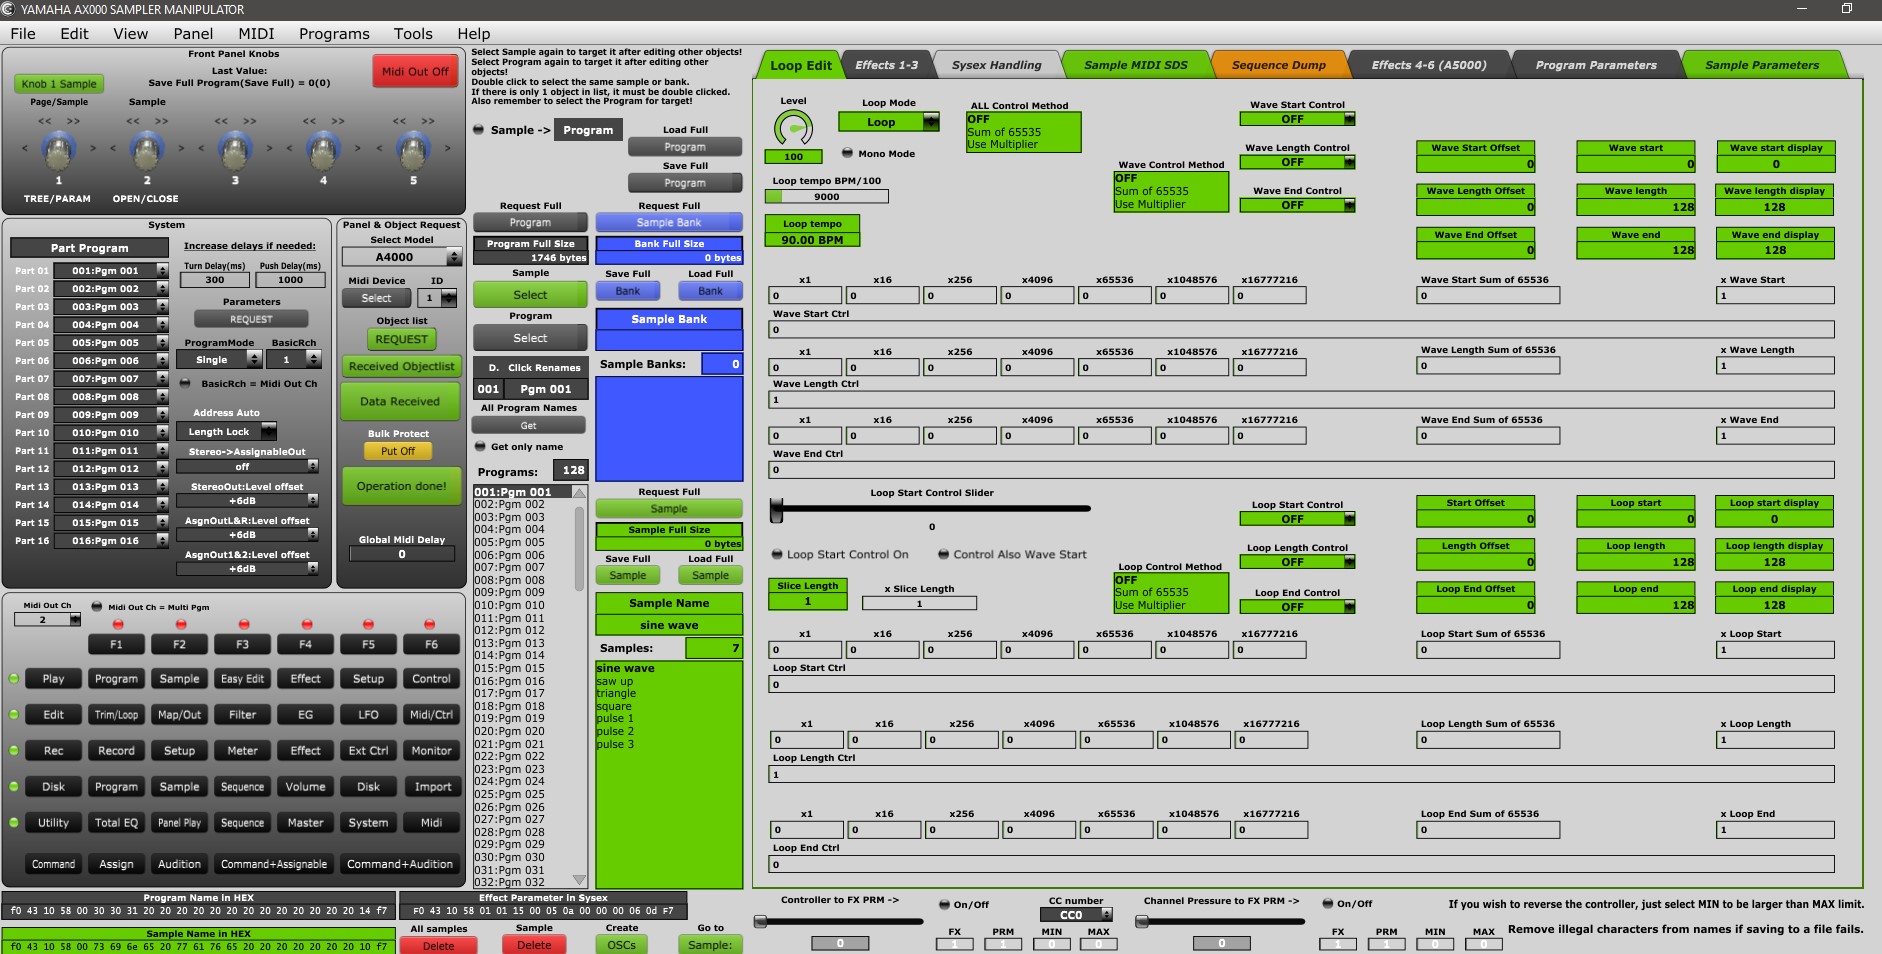 YAMAHA AX000 SAMPLER MANIPULATOR
File Edit View Panel MIDI Programs Tools Help
Front Panel Knobs
Knob 1 Sample
Last Value:
Save Full Program(Save Full) = 0(0)
Midi Out Off
Page/Sample Sample
<< >> << >> << >> << >> << >>
< > > > > >
1 2 3 4 5
TREE/PARAM OPEN/CLOSE
System
Part Program
Part 01 001:Pgm 001
Part 02 002:Pgm 002
Part 03 003:Pgm 003
Part 04 004:Pgm 004
Part 05 005:Pgm 005
Part 06 006:Pgm 006
Part 07 007:Pgm 007
Part 08 008:Pgm 008
Part 09 009:Pgm 009
Part 10 010:Pgm 010
Part 11 011:Pgm 011
Part 12 012:Pgm 012
Part 13 013:Pgm 013
Part 14 014:Pgm 014
Part 15 015:Pgm 015
Part 16 016:Pgm 016
Increase delays if needed:
Turn Delay(ms) Push Delay(ms)
300 1000
Parameters
REQUEST
ProgramMode BasicRch
Single 1
BasicRch = Midi Out Ch
Address Auto
Length Lock
Stereo->AssignableOut
off
StereoOut:Level offset
+6dB
AsgnOutL&R:Level offset
+6dB
AsgnOut1&2:Level offset
+6dB
Panel & Object Request
Select Model
A4000
Midi Device ID
Select 1
Object list
REQUEST
Received Objectlist
Data Received
Bulk Protect
Put Off
Operation done!
Global Midi Delay
0
Midi Out Ch
2
Midi Out Ch = Multi Pgm
F1 F2 F3 F4 F5 F6
Play Program Sample Easy Edit Effect Setup Control
Edit Trim/Loop Map/Out Filter EG LFO Midi/Ctrl
Rec Record Setup Meter Effect Ext Ctrl Monitor
Disk Program Sample Sequence Volume Disk Import
Utility Total EQ Panel Play Sequence Master System Midi
Command Assign Audition Command+Assignable Command+Audition
Program Name in HEX
f0 43 10 58 00 30 31 20 20 20 20 20 20 20 20 20 20 14 f7
Sample Name in HEX
f0 43 10 58 00 73 69 6e 65 20 77 61 76 65 20 20 20 20 20 10 f7
Effect Parameter in Sysex
F0 43 10 58 01 01 15 00 05 0a 00 00 00 06 0d F7
All samples Sample Create Go to
Delete Delete OSCs Sample:
Select Sample again to target it after editing other objects!
Select Program again to target it after editing other
objects!
Double click to select the same sample or bank.
If there is only 1 object in list, it must be double clicked.
Also remember to select the Program for target!
Sample -> Program
Load Full
Program
Save Full
Program
Request Full Request Full
Program Sample Bank
Program Full Size Bank Full Size
1746 bytes 0 bytes
Sample Save Full Load Full
Select Bank Bank
Program
Select
Sample Bank
Sample Banks: 0
D. Click Renames
001 Pgm 001
All Program Names
Get
Get only name
Programs: 128
001:Pgm 001
002:Pgm 002
003:Pgm 003
004:Pgm 004
005:Pgm 005
006:Pgm 006
007:Pgm 007
008:Pgm 008
009:Pgm 009
010:Pgm 010
011:Pgm 011
012:Pgm 012
013:Pgm 013
014:Pgm 014
015:Pgm 015
016:Pgm 016
017:Pgm 017
018:Pgm 018
019:Pgm 019
020:Pgm 020
021:Pgm 021
022:Pgm 022
023:Pgm 023
024:Pgm 024
025:Pgm 025
026:Pgm 026
027:Pgm 027
028:Pgm 028
029:Pgm 029
030:Pgm 030
031:Pgm 031
032:Pgm 032
Request Full
Sample
Sample Full Size
0 bytes
Save Full Load Full
Sample Sample
Sample Name
sine wave
Samples: 7
sine wave
saw up
triangle
square
pulse 1
pulse 2
pulse 3
Loop Edit Effects 1-3 Sysex Handling Sample MIDI SDS Sequence Dump Effects 4-6 (A5000) Program Parameters Sample Parameters
Level
100
Loop Mode
Loop
Mono Mode
Loop tempo BPM/100
9000
Loop tempo
90.00 BPM
ALL Control Method
OFF
Sum of 65535
Use Multiplier
Wave Control Method
OFF
Sum of 65535
Use Multiplier
Wave Start Control
OFF
Wave Length Control
OFF
Wave End Control
OFF
Wave Start Offset Wave start Wave start display
0 0 0
Wave Length Offset Wave length Wave length display
0 128 128
Wave End Offset Wave end Wave end display
0 128 128
x1 x16 x256 x4096 x65536 x1048576 x16777216 Wave Start Sum of 65536 x Wave Start
0 0 0 0 0 0 0 0 1
Wave Start Ctrl
0
x1 x16 x256 x4096 x65536 x1048576 x16777216 Wave Length Sum of 65536 x Wave Length
0 0 0 0 0 0 0 0 1
Wave Length Ctrl
1
x1 x16 x256 x4096 x65536 x1048576 x16777216 Wave End Sum of 65536 x Wave End
0 0 0 0 0 0 0 0 1
Wave End Ctrl
0
Loop Start Control Slider
0
Loop Start Control On Control Also Wave Start
Slice Length
1
x Slice Length
1
Loop Control Method
OFF
Sum of 65535
Use Multiplier
Loop Start Control
OFF
Loop Length Control
OFF
Loop End Control
OFF
Start Offset Loop start Loop start display
0 0 0
Length Offset Loop length Loop length display
0 128 128
Loop End Offset Loop end Loop end display
0 128 128
x1 x16 x256 x4096 x65536 x1048576 x16777216 Loop Start Sum of 65536 x Loop Start
0 0 0 0 0 0 0 0 1
Loop Start Ctrl
0
x1 x16 x256 x4096 x65536 x1048576 x16777216 Loop Length Sum of 65536 x Loop Length
0 0 0 0 0 0 0 0 1
Loop Length Ctrl
1
x1 x16 x256 x4096 x65536 x1048576 x16777216 Loop End Sum of 65536 x Loop End
0 0 0 0 0 0 0 0 1
Loop End Ctrl
0
Controller to FX PRM ->
0
On/Off
CC number
CC0
FX PRM MIN MAX
1 1 0 0
Channel Pressure to FX PRM ->
0
On/Off
FX PRM MIN MAX
1 1 0 0
If you wish to reverse the controller, just select MIN to be larger than MAX limit.
Remove illegal characters from names if saving to a file fails.